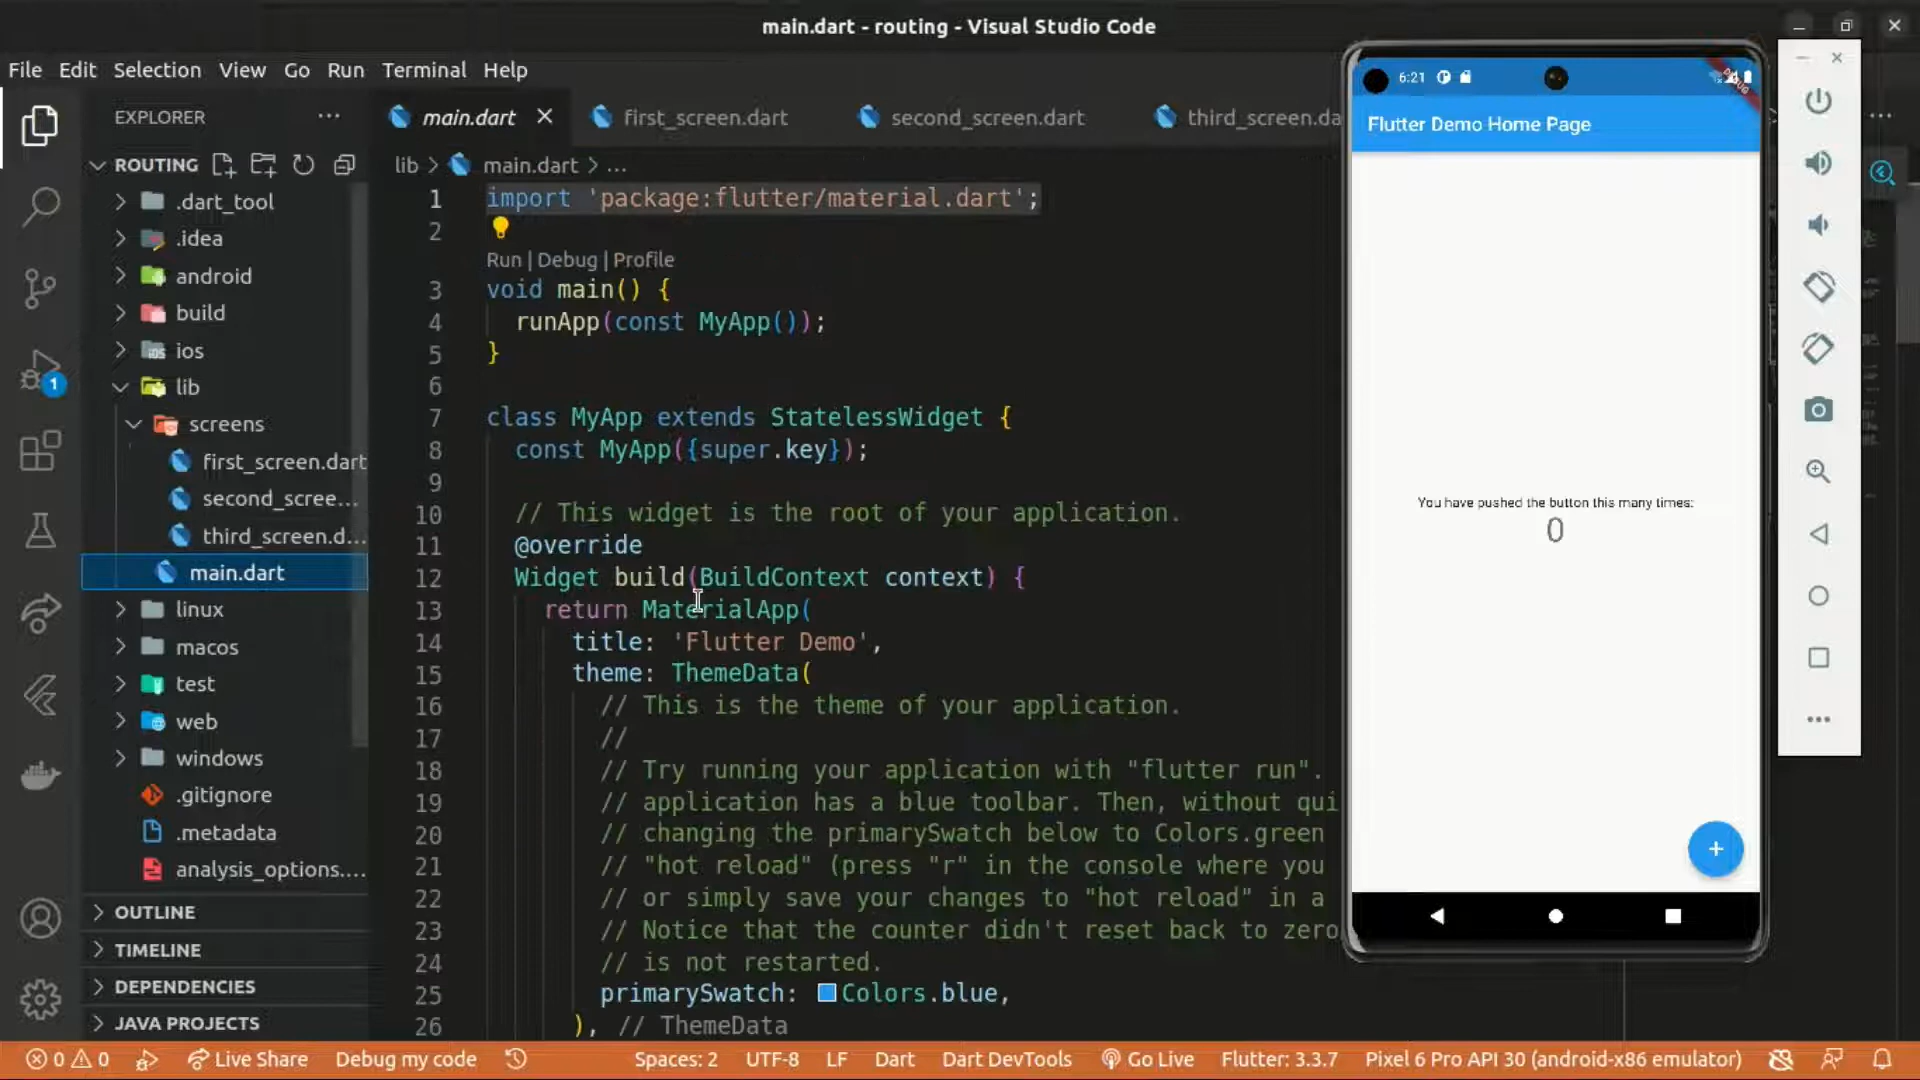 main.dart - routing - Visual Studio Code
File Edit Selection View Go Run Terminal Help
EXPLORER
ROUTING
.dart_tool
.idea
android
build
ios
lib
screens
first_screen.dart
second_scree...
third_screen.d...
main.dart
linux
macos
test
web
windows
.gitignore
.metadata
analysis_options....
OUTLINE
TIMELINE
DEPENDENCIES
JAVA PROJECTS
1
main.dart first_screen.dart second_screen.dart third_screen.da
lib > main.dart > ...
1 import 'package:flutter/material.dart';
2
Run | Debug | Profile
3 void main() {
4 runApp(const MyApp());
5 }
6
7 class MyApp extends StatelessWidget {
8 const MyApp({super.key});
9
10 // This widget is the root of your application.
11 @override
12 Widget build(BuildContext context) {
13 return MaterialApp(
14 title: 'Flutter Demo',
15 theme: ThemeData(
16 // This is the theme of your application.
17 //
18 // Try running your application with "flutter run".
19 // application has a blue toolbar. Then, without qui
20 // changing the primarySwatch below to Colors.green
21 // "hot reload" (press "r" in the console where you
22 // or simply save your changes to "hot reload" in a
23 // Notice that the counter didn't reset back to zero
24 // is not restarted.
25 primarySwatch: Colors.blue,
26 ), // ThemeData
6:21
Flutter Demo Home Page
You have pushed the button this many times:
0
+
0 0 Live Share Debug my code Spaces: 2 UTF-8 LF Dart Dart DevTools Go Live Flutter: 3.3.7 Pixel 6 Pro API 30 (android-x86 emulator)